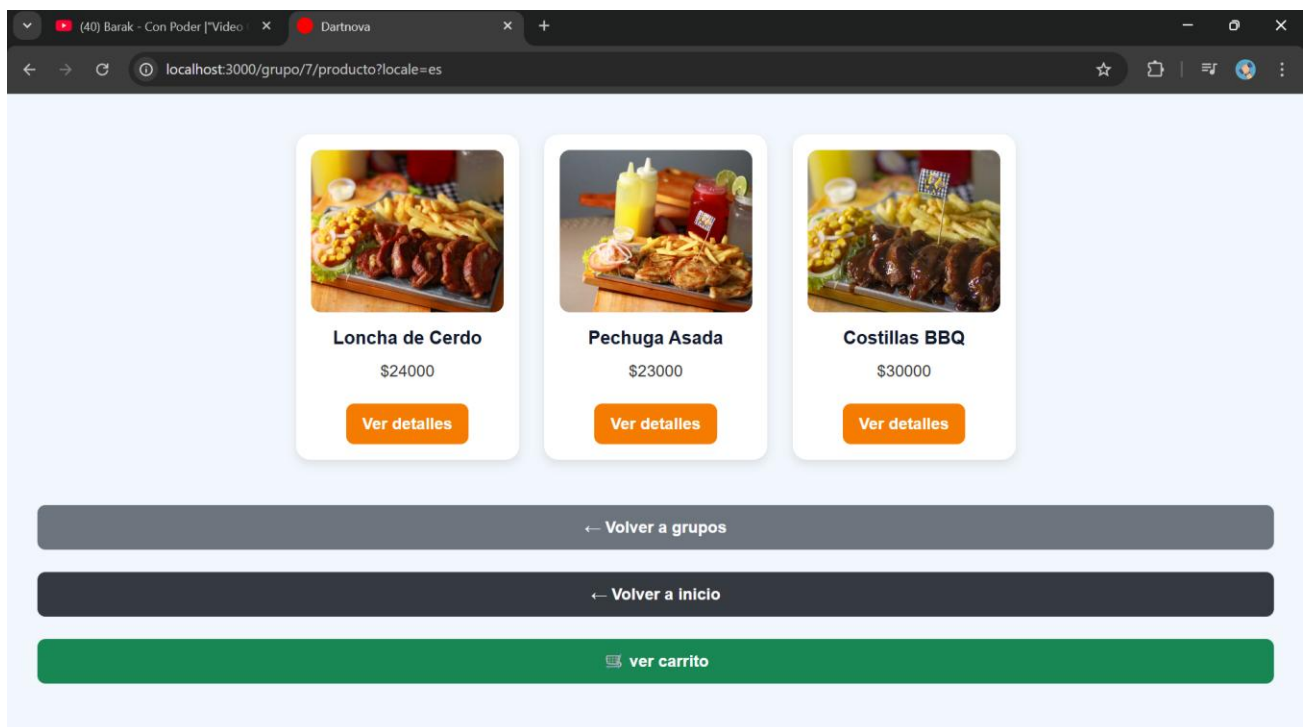 (40) Barak - Con Poder |"Video
Dartnova
localhost:3000/grupo/7/producto?locale=es
Loncha de Cerdo
$24000
Ver detalles
Pechuga Asada
$23000
Ver detalles
Costillas BBQ
$30000
Ver detalles
← Volver a grupos
← Volver a inicio
🛒 ver carrito